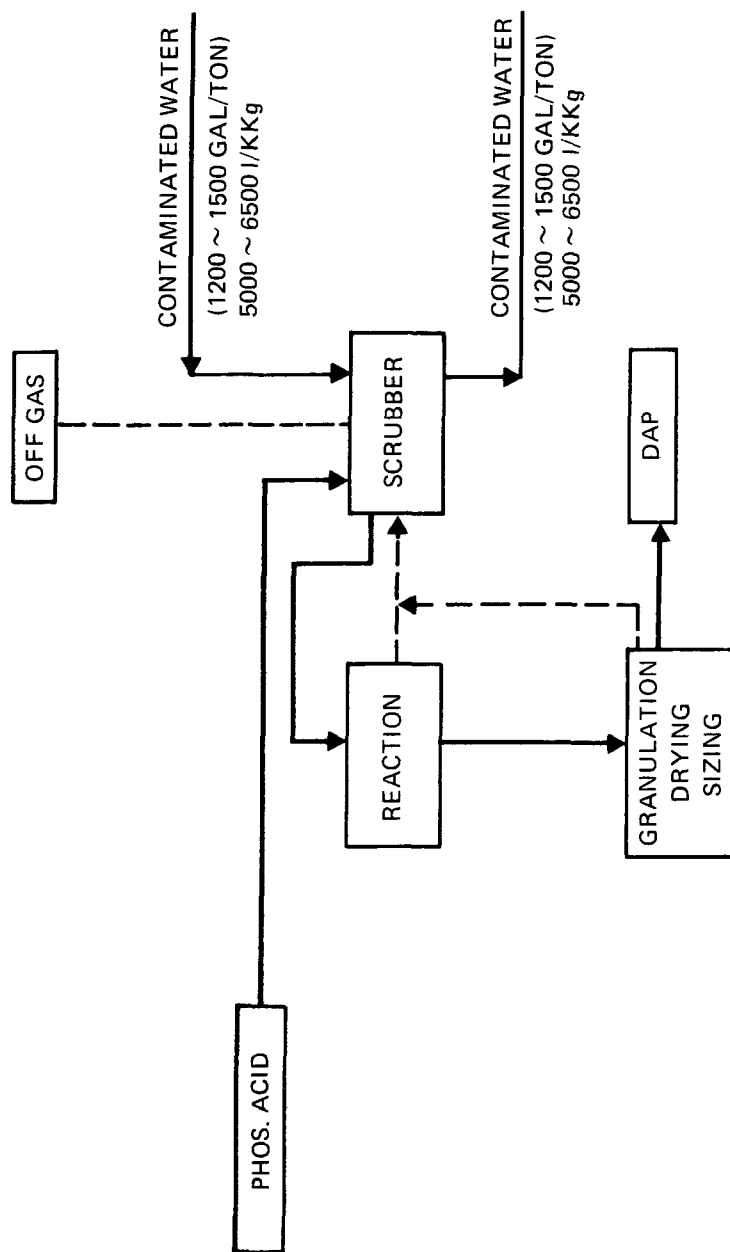 PHOS. ACID
OFF GAS
CONTAMINATED WATER
(1200 ~ 1500 GAL/TON)
5000 ~ 6500 l/KKg
SCRUBBER
REACTION
CONTAMINATED WATER
(1200 ~ 1500 GAL/TON)
5000 ~ 6500 l/KKg
GRANULATION
DRYING
SIZING
DAP